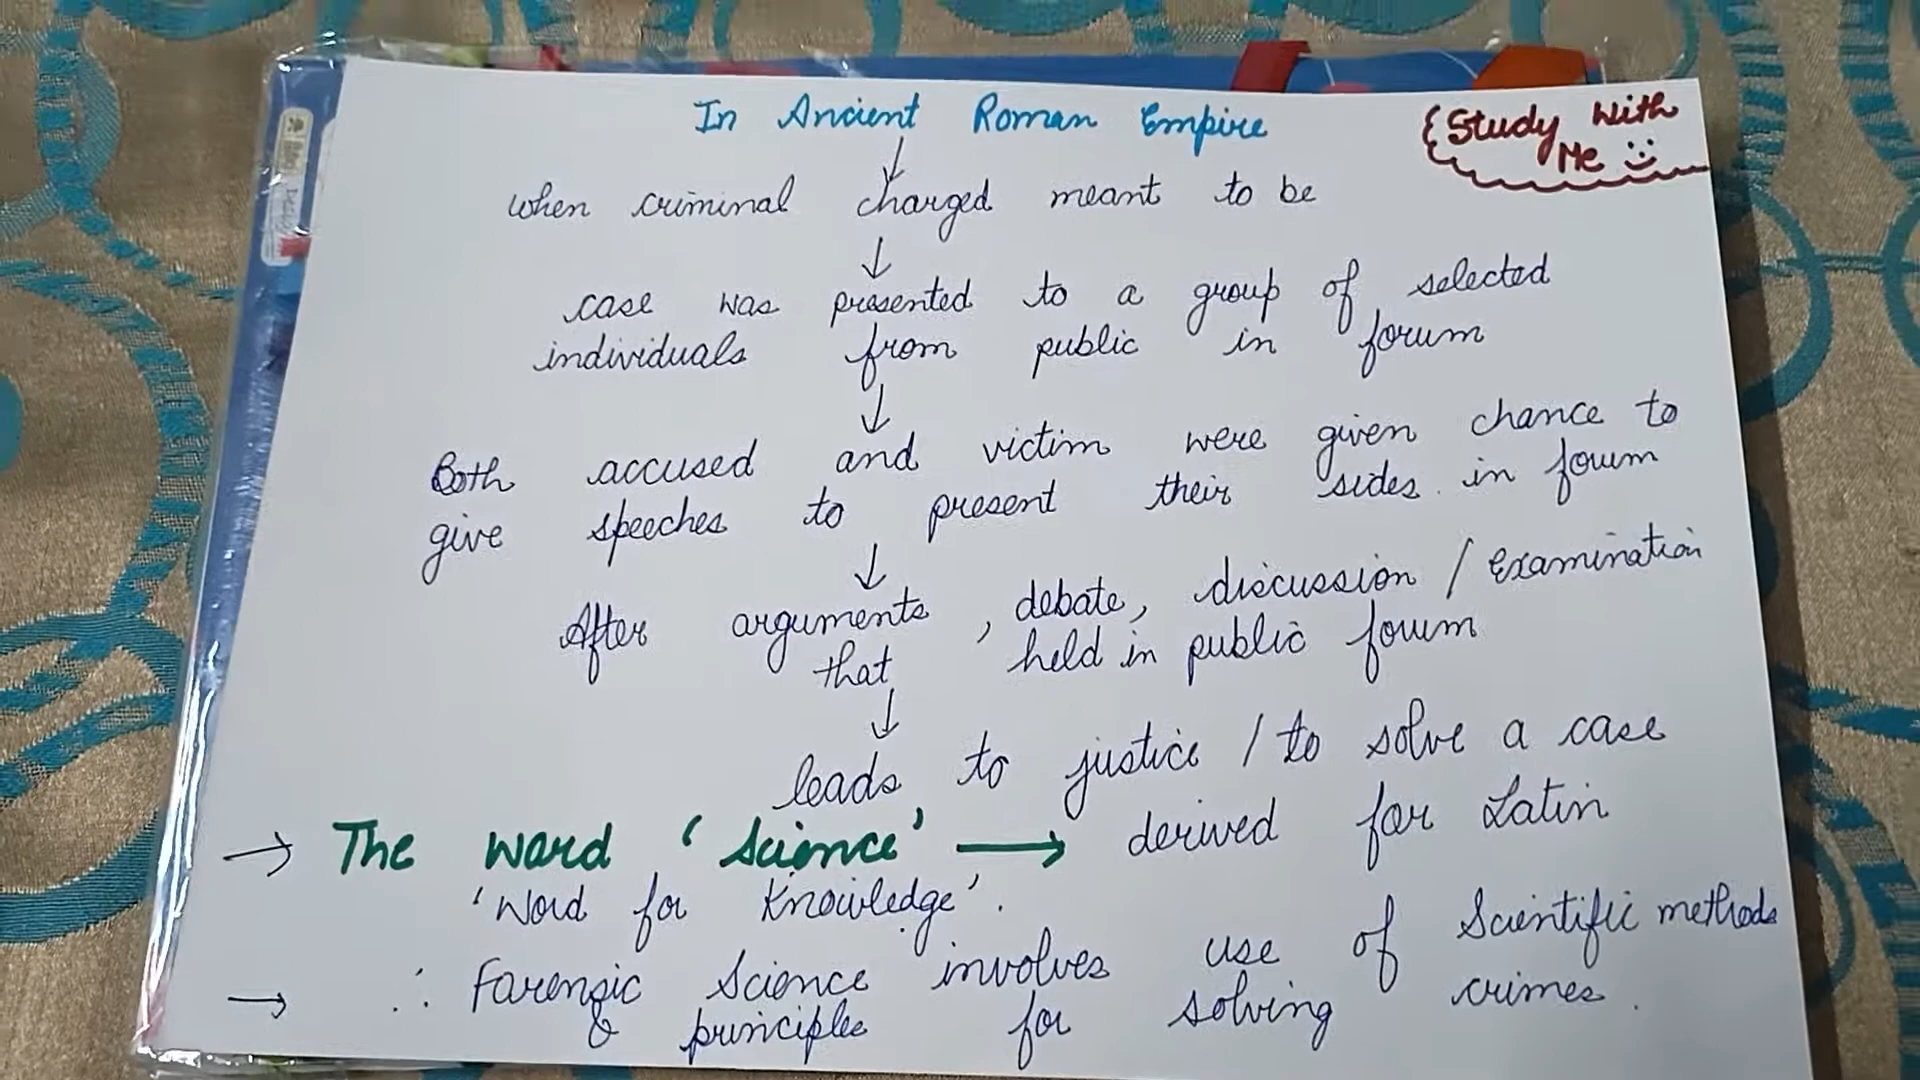 In Ancient Roman Empire
{Study With
Me
↓
when criminal charged meant to be
↓
case was presented to a group of selected
individuals from public in forum
↓
Both accused and victim were given chance to
give speeches to present their sides in forum
↓
After arguments, debate, discussion / Examination
that held in public forum
↓
leads to justice / to solve a case
→ The word 'Science' → derived for Latin
'Word for Knowledge'.
→ ∴ Forensic Science involves use of Scientific methods
& principles for solving crimes.